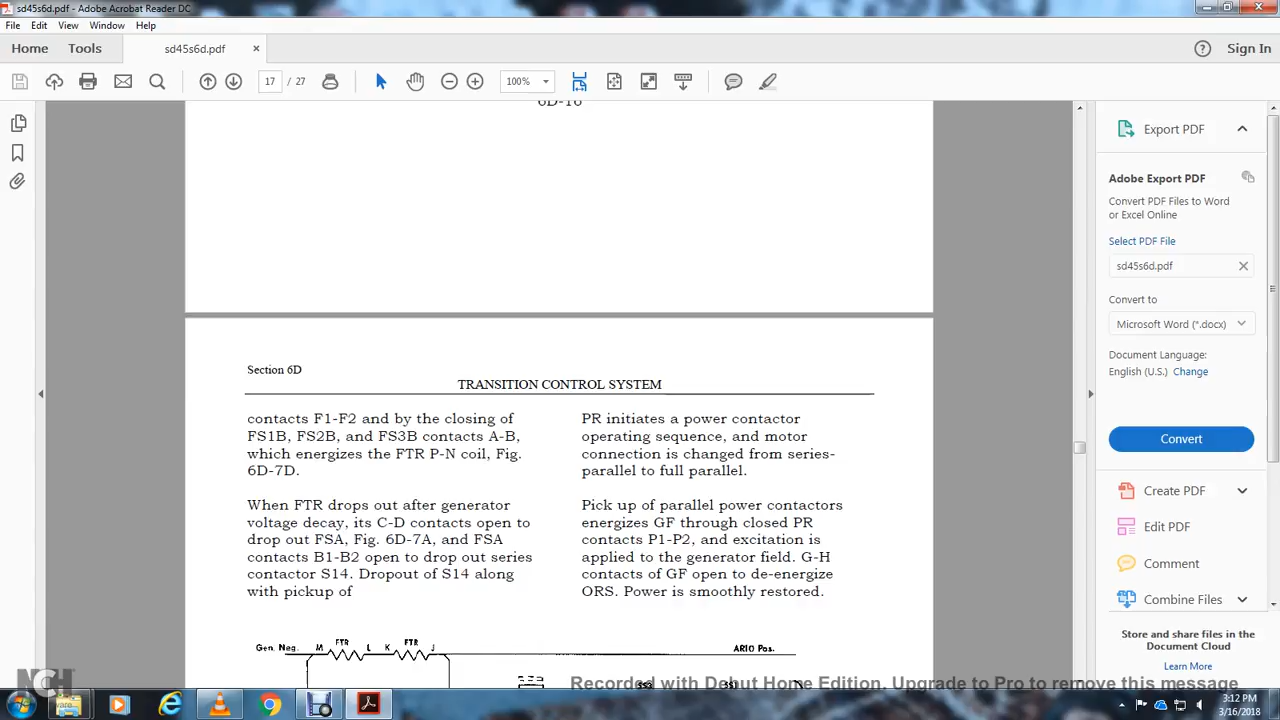 sd45s6d.pdf - Adobe Acrobat Reader DC
File Edit View Window Help
Home Tools sd45s6d.pdf × Sign In
17 / 27 100%
6D-16
Section 6D
TRANSITION CONTROL SYSTEM
contacts F1-F2 and by the closing of
FS1B, FS2B, and FS3B contacts A-B,
which energizes the FTR P-N coil, Fig.
6D-7D.
When FTR drops out after generator
voltage decay, its C-D contacts open to
drop out FSA, Fig. 6D-7A, and FSA
contacts B1-B2 open to drop out series
contactor S14. Dropout of S14 along
with pickup of
PR initiates a power contactor
operating sequence, and motor
connection is changed from series-
parallel to full parallel.
Pick up of parallel power contactors
energizes GF through closed PR
contacts P1-P2, and excitation is
applied to the generator field. G-H
contacts of GF open to de-energize
ORS. Power is smoothly restored.
Gen. Neg. M FTR L K FTR J AR10 Pos.
Export PDF
Adobe Export PDF
Convert PDF Files to Word
or Excel Online
Select PDF File
sd45s6d.pdf
Convert to
Microsoft Word (*.docx)
Document Language:
English (U.S.) Change
Convert
Create PDF
Edit PDF
Comment
Combine Files
Store and share files in the
Document Cloud
Learn More
NCH
Recorded with Debut Home Edition. Upgrade to Pro to remove this message
3:12 PM
3/16/2018